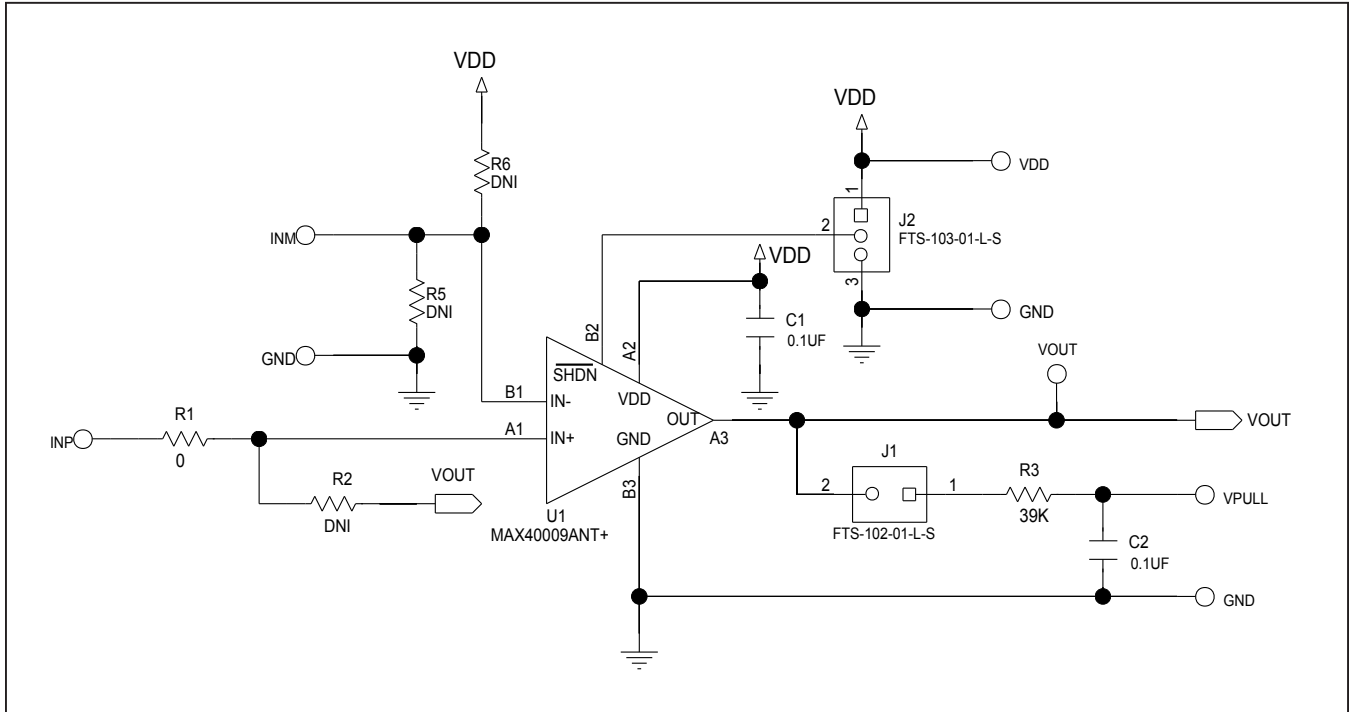 VDD
R6
DNI
INM
R5
DNI
GND
VDD
VDD
1
2
3
J2
FTS-103-01-L-S
GND
VDD
C1
0.1UF
B2
A2
SHDN
VDD
B1
IN-
A1
IN+
GND
OUT
A3
B3
U1
MAX40009ANT+
INP
R1
0
R2
DNI
VOUT
VOUT
VOUT
J1
2
1
FTS-102-01-L-S
R3
39K
VPULL
C2
0.1UF
GND